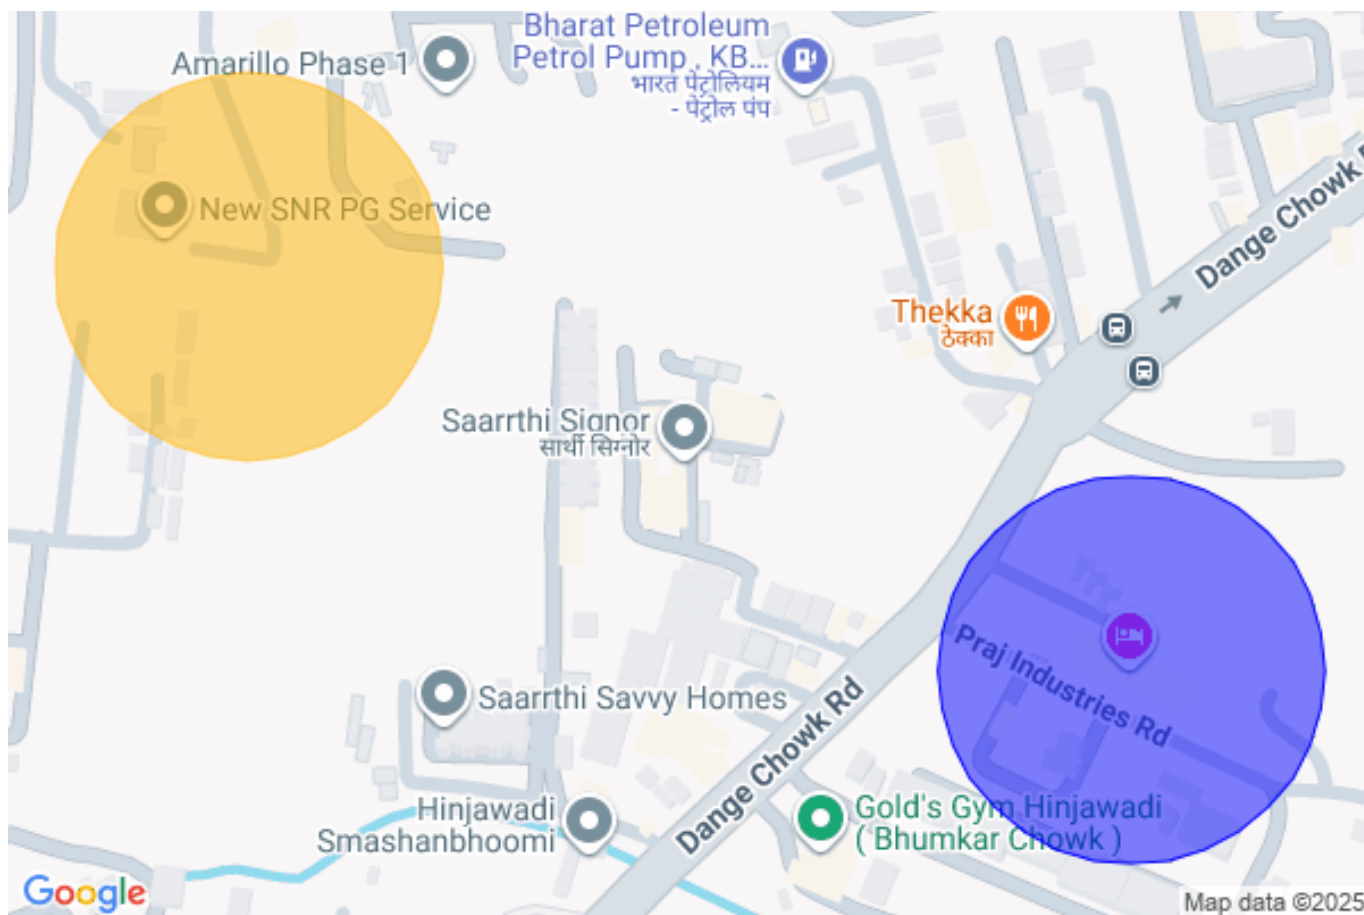 Bharat Petroleum
Petrol Pump , KB...
भारत पेट्रोलियम
- पेट्रोल पंप
Amarillo Phase 1
New SNR PG Service
Dange Chowk R
Thekka
ठेक्का
Saarrthi Signor
सार्थी सिग्नोर
Praj Industries Rd
Saarrthi Savvy Homes
Dange Chowk Rd
Hinjawadi
Smashanbhoomi
Gold's Gym Hinjawadi
( Bhumkar Chowk )
Google
Map data ©2025